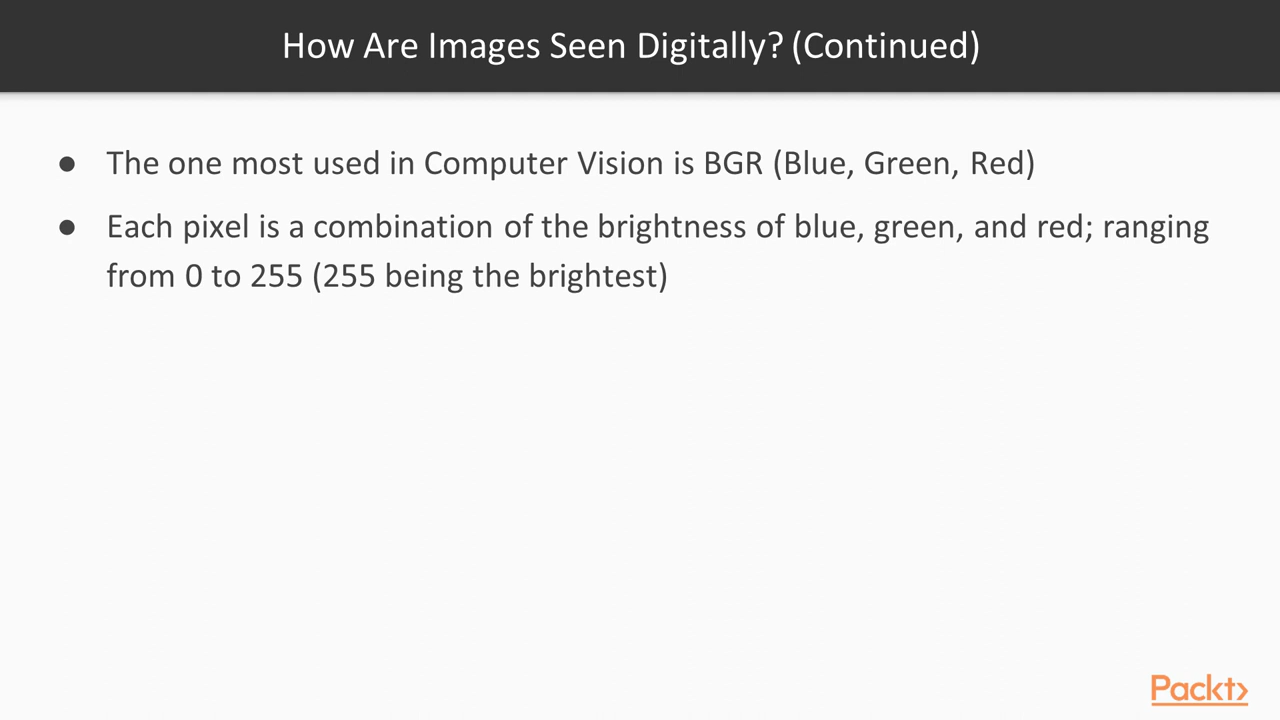 How Are Images Seen Digitally? (Continued)
● The one most used in Computer Vision is BGR (Blue, Green, Red)
● Each pixel is a combination of the brightness of blue, green, and red; ranging
from 0 to 255 (255 being the brightest)
Packt>